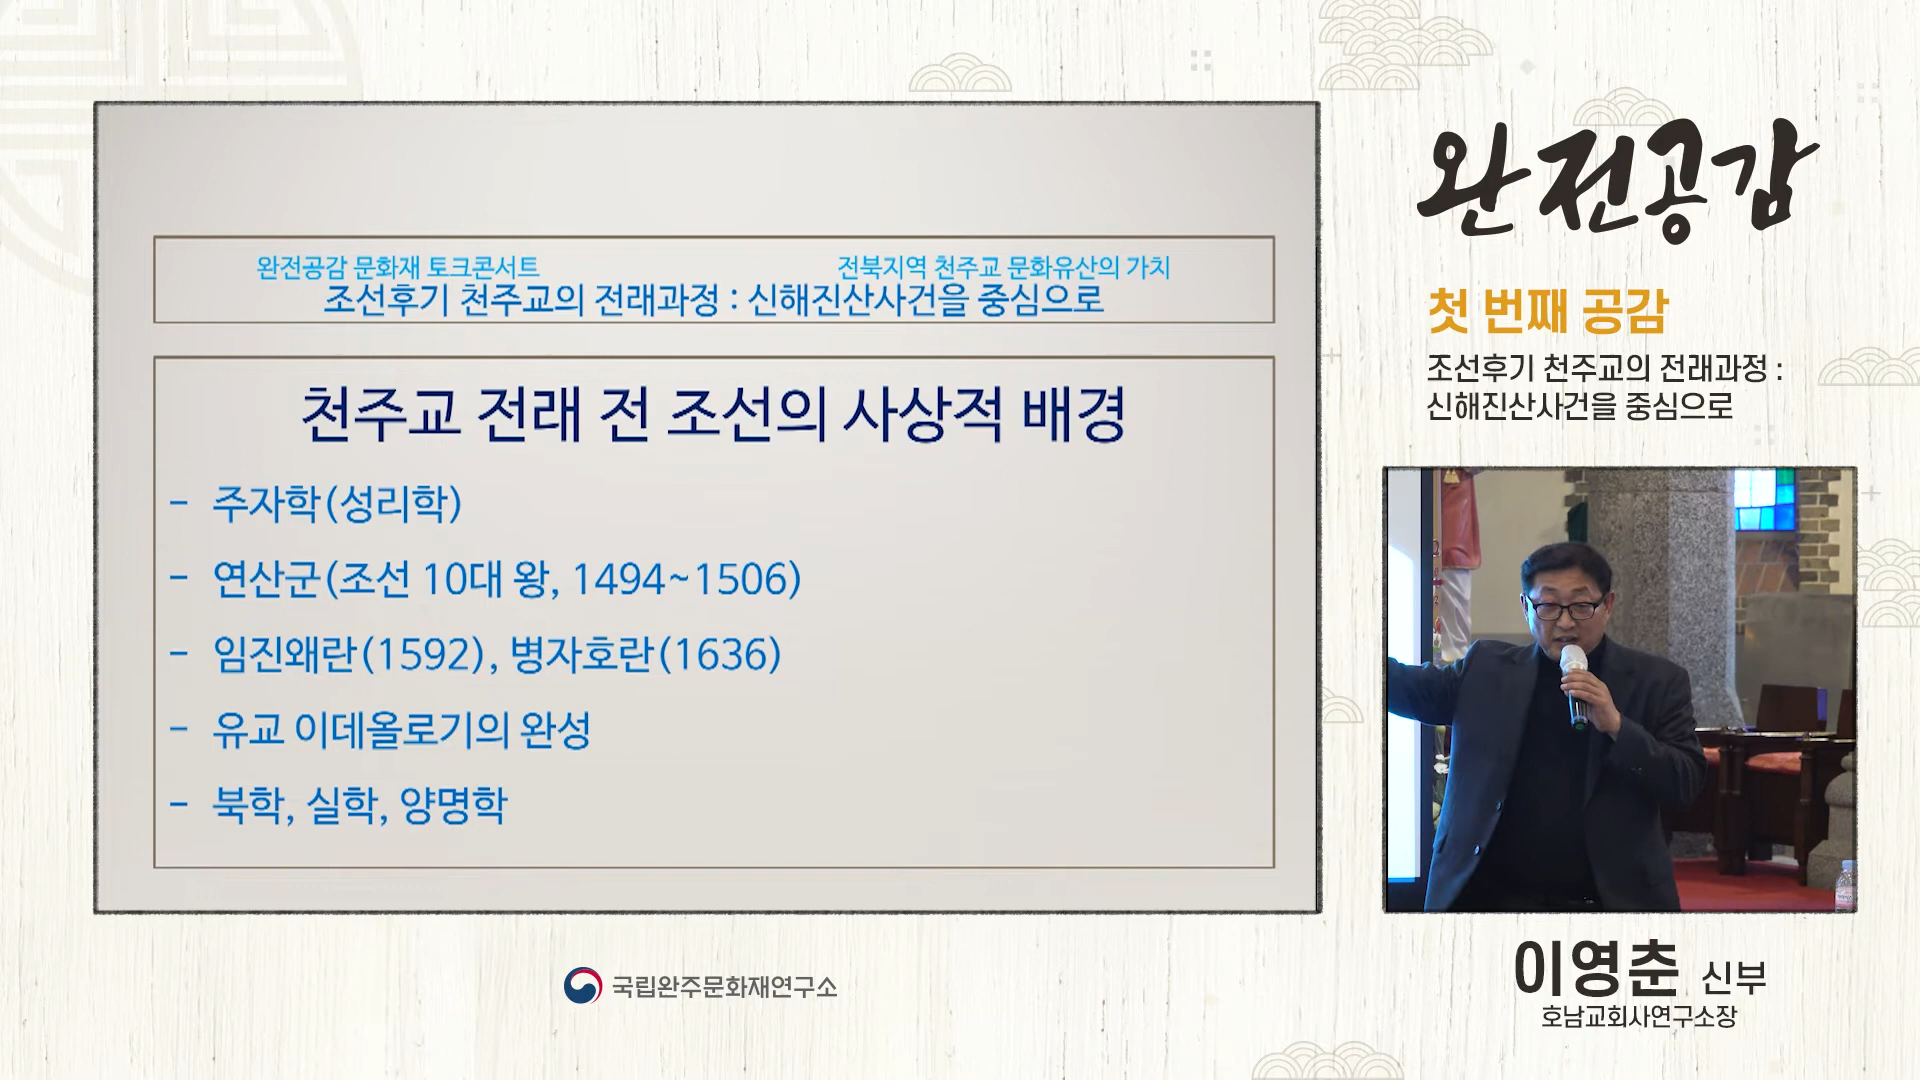 완전공감 문화재 토크콘서트 전북지역 천주교 문화유산의 가치
조선후기 천주교의 전래과정 : 신해진산사건을 중심으로
천주교 전래 전 조선의 사상적 배경
- 주자학(성리학)
- 연산군(조선 10대 왕, 1494~1506)
- 임진왜란(1592), 병자호란(1636)
- 유교 이데올로기의 완성
- 북학, 실학, 양명학
국립완주문화재연구소
완전공감
첫 번째 공감
조선후기 천주교의 전래과정 :
신해진산사건을 중심으로
이영춘 신부
호남교회사연구소장